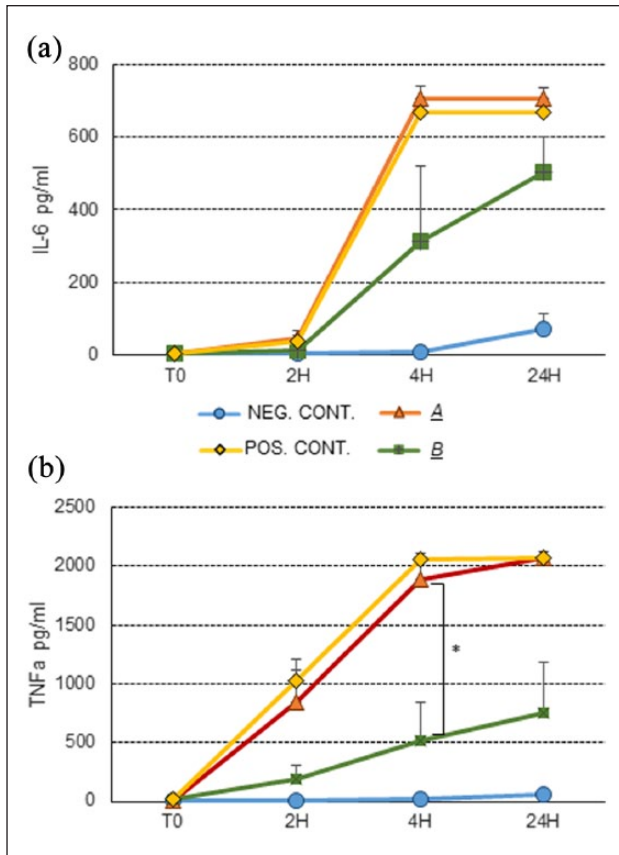 (a)
800
600
400
200
0
IL-6 pg/ml
T0 2H 4H 24H
NEG. CONT. A
POS. CONT. B
(b)
2500
2000
1500
1000
500
0
TNFa pg/ml
*
T0 2H 4H 24H